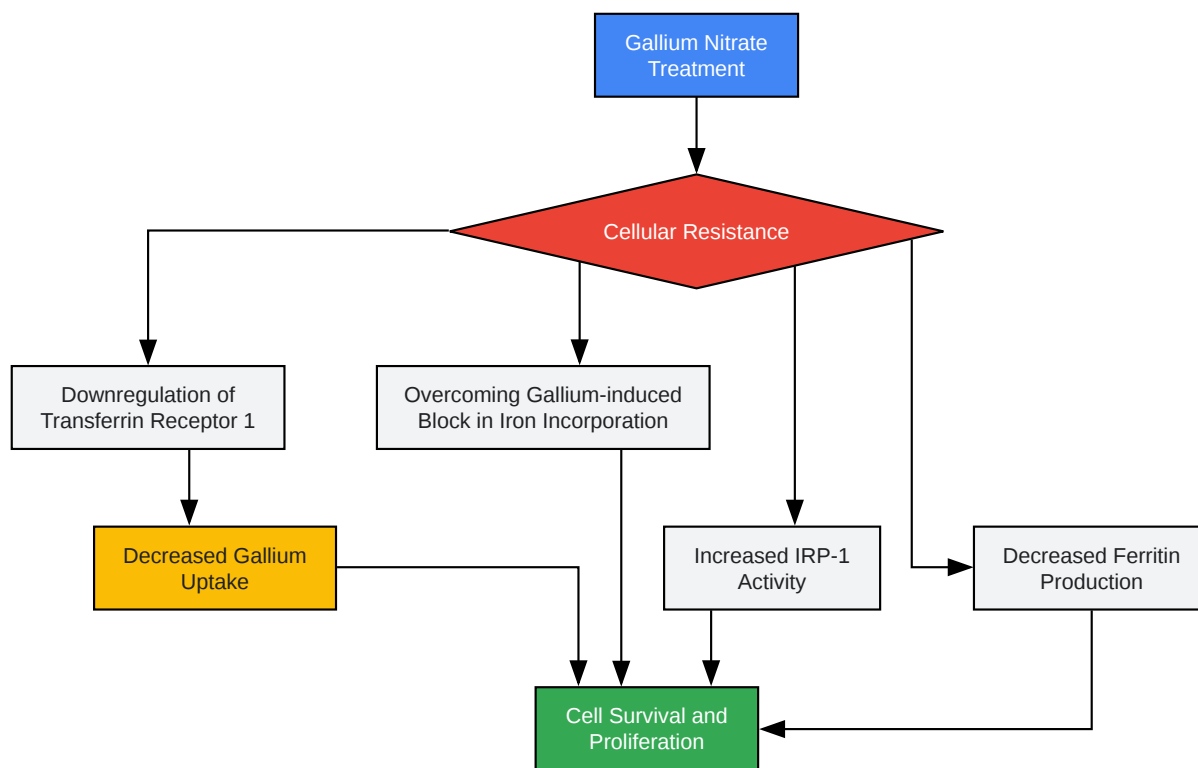 Gallium Nitrate
Treatment
Cellular Resistance
Downregulation of
Transferrin Receptor 1
Overcoming Gallium-induced
Block in Iron Incorporation
Decreased Gallium
Uptake
Increased IRP-1
Activity
Decreased Ferritin
Production
Cell Survival and
Proliferation